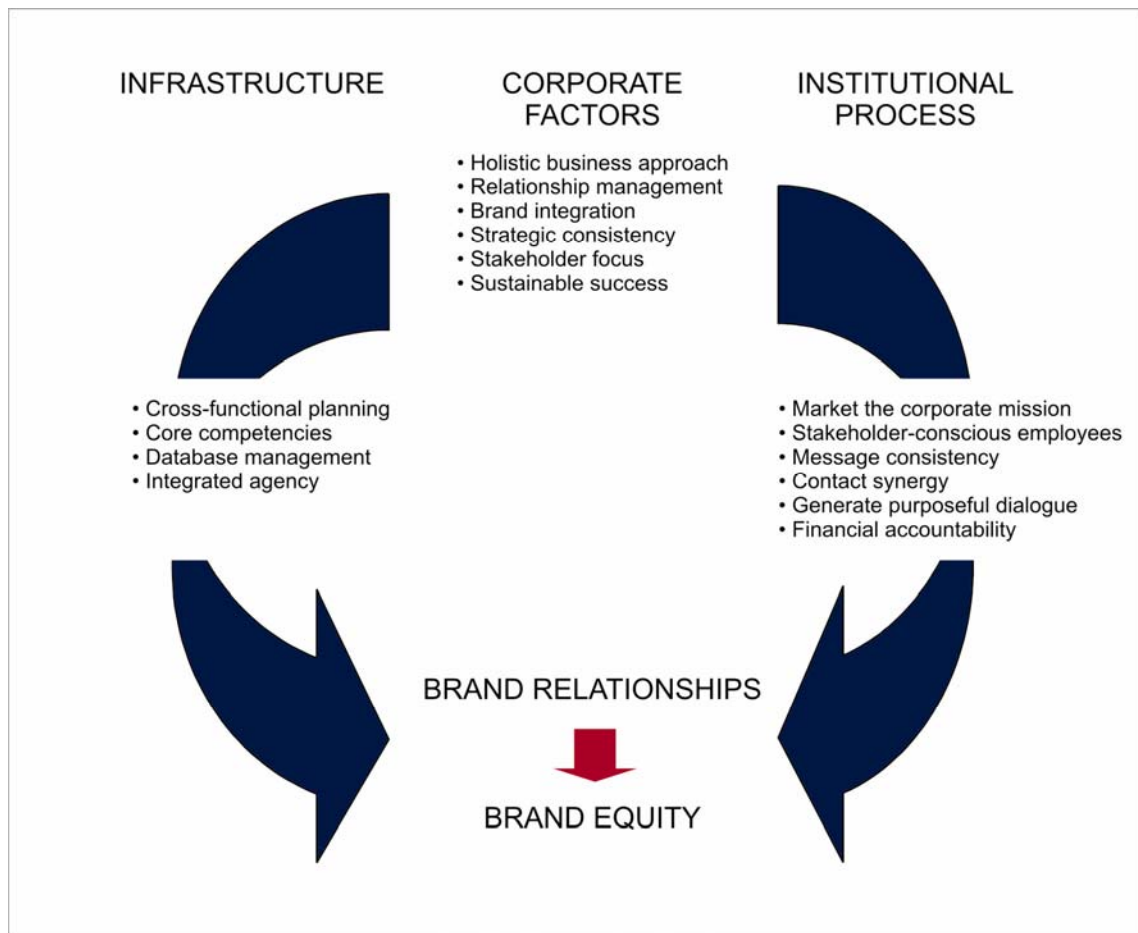 INFRASTRUCTURE
CORPORATE
FACTORS
INSTITUTIONAL
PROCESS
• Holistic business approach
• Relationship management
• Brand integration
• Strategic consistency
• Stakeholder focus
• Sustainable success
• Cross-functional planning
• Core competencies
• Database management
• Integrated agency
• Market the corporate mission
• Stakeholder-conscious employees
• Message consistency
• Contact synergy
• Generate purposeful dialogue
• Financial accountability
BRAND RELATIONSHIPS
BRAND EQUITY